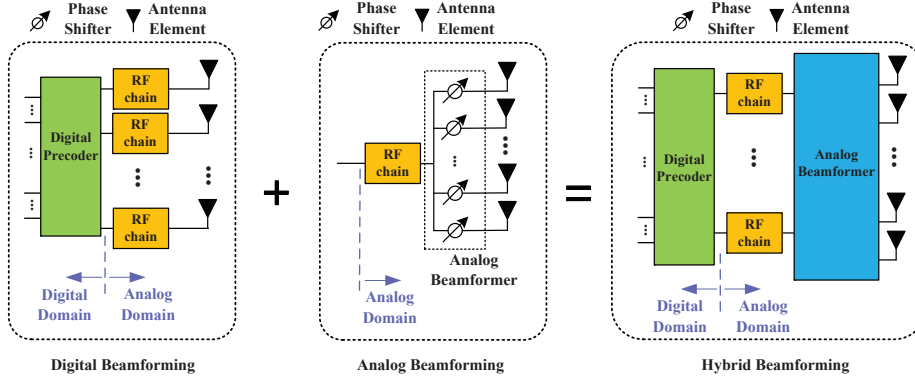 Phase
Shifter
Antenna
Element
Digital
Precoder
RF
chain
RF
chain
RF
chain
Digital
Domain
Analog
Domain
Digital Beamforming
+
Phase
Shifter
Antenna
Element
RF
chain
Analog
Beamformer
Analog
Domain
Analog Beamforming
=
Phase
Shifter
Antenna
Element
Digital
Precoder
RF
chain
RF
chain
Analog
Beamformer
Digital
Domain
Analog
Domain
Hybrid Beamforming